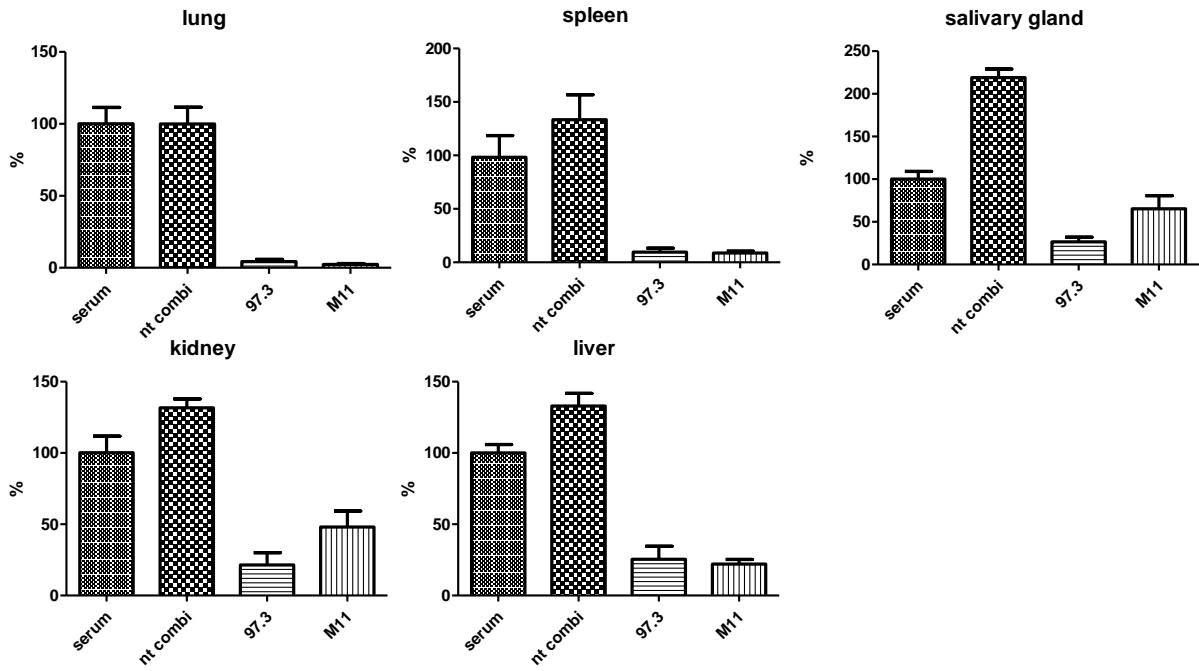 lung
150
100
50
0
%
serum
nt combi
97.3
M11
spleen
200
150
100
50
0
%
serum
nt combi
97.3
M11
salivary gland
250
200
150
100
50
0
%
serum
nt combi
97.3
M11
kidney
150
100
50
0
%
serum
nt combi
97.3
M11
liver
150
100
50
0
%
serum
nt combi
97.3
M11